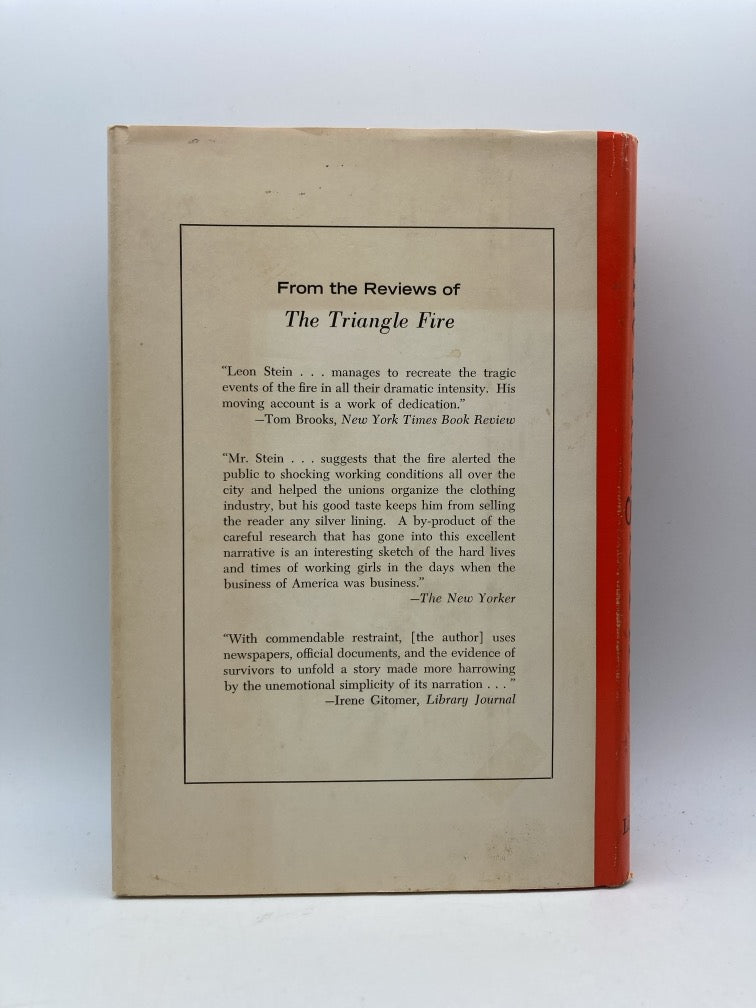 From the Reviews of
The Triangle Fire
“Leon Stein . . . manages to recreate the tragic
events of the fire in all their dramatic intensity. His
moving account is a work of dedication.”
—Tom Brooks, New York Times Book Review
“Mr. Stein . . . suggests that the fire alerted the
public to shocking working conditions all over the
city and helped the unions organize the clothing
industry, but his good taste keeps him from selling
the reader any silver lining. A by-product of the
careful research that has gone into this excellent
narrative is an interesting sketch of the hard lives
and times of working girls in the days when the
business of America was business.”
—The New Yorker
“With commendable restraint, [the author] uses
newspapers, official documents, and the evidence of
survivors to unfold a story made more harrowing
by the unemotional simplicity of its narration . . .”
—Irene Gitomer, Library Journal